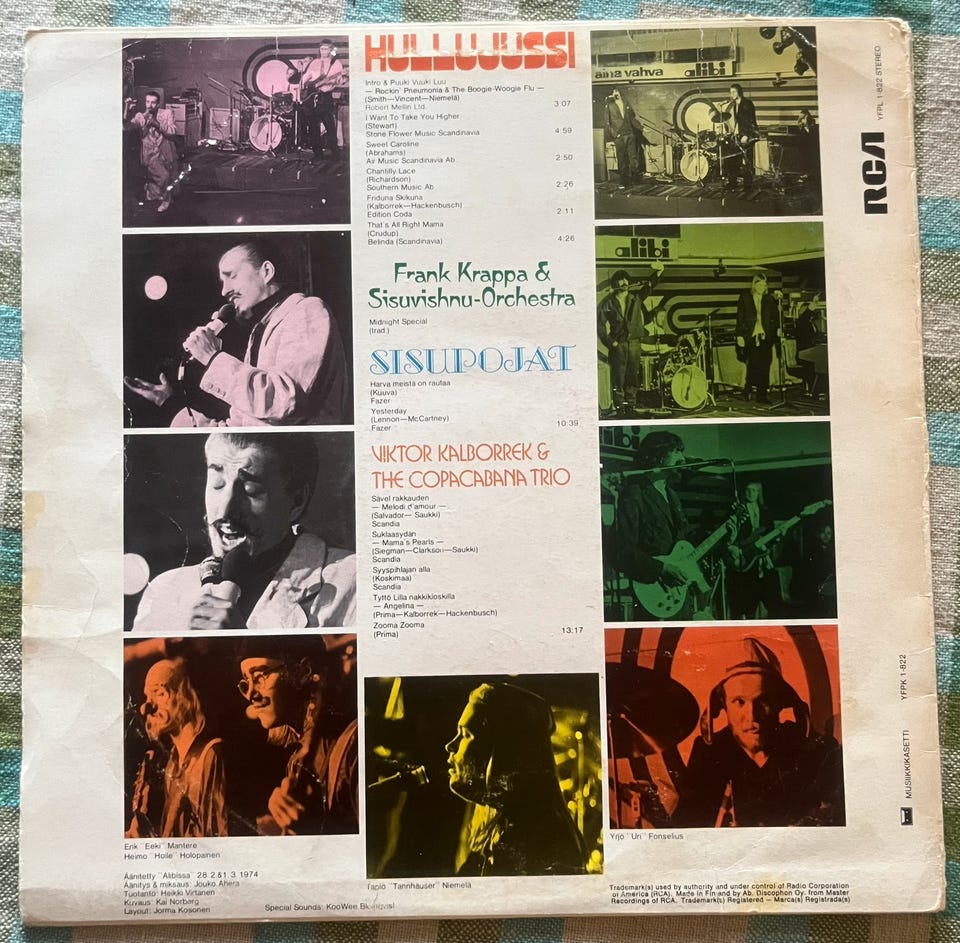 HULLUJUSSI
Intro & Puuki Vuuki Luu
— Rockin' Pneumonia & The Boogie-Woogie Flu —
(Smith—Vincent—Niemelä)
Robert Mellin Ltd. 3:07
I Want To Take You Higher
(Stewart)
Stone Flower Music Scandinavia 4:59
Sweet Caroline
(Abrahams)
Air Music Scandinavia Ab 2:50
Chantilly Lace
(Richardson)
Southern Music Ab 2:26
Friduna Skikuna
(Kalborrek—Hackenbusch)
Edition Coda 2:11
That's All Right Mama
(Crudup)
Belinda (Scandinavia) 4:26
Frank Krappa &
Sisuvishnu-Orchestra
Midnight Special
(trad.)
SISUPOJAT
Harva meistä on rautaa
(Kuuva)
Fazer
Yesterday
(Lennon—McCartney)
Fazer 10:39
VIKTOR KALBORREK &
THE COPACABANA TRIO
Sävel rakkauden
— Melodi d'amour —
(Salvador— Saukki)
Scandia
Suklaasydän
— Mama's Pearls —
(Siegman—Clarkson—Saukki)
Scandia
Syyspihlajan alla
(Koskimaa)
Scandia
Tyttö Lilla nakkikioskilla
— Angelina —
(Prima—Kalborrek—Hackenbusch)
Zooma Zooma
(Prima) 13:17
aina vahva alibi
alibi
alibi
YFPL 1-822 STEREO
RCA
YFPK 1-822
MUSIIKKIKASETTI
Erik "Eeki" Mantere
Heimo "Holle" Holopainen
Äänitetty "Alibissa" 28.2.&1.3.1974
Äänitys & miksaus: Jouko Ahera
Tuotanto: Heikki Virtanen
Kuvaus: Kai Norberg
Layout: Jorma Kosonen
Special Sounds: KooWee
Tapio "Tannhäuser" Niemelä
Yrjö "Uri" Fonselius
Trademark(s) used by authority and under control of Radio Corporation
of America (RCA). Made in Finland by Ab. Discophon Oy. from Master
Recordings of RCA. Trademark(s) Registered — Marca(s) Registrada(s)